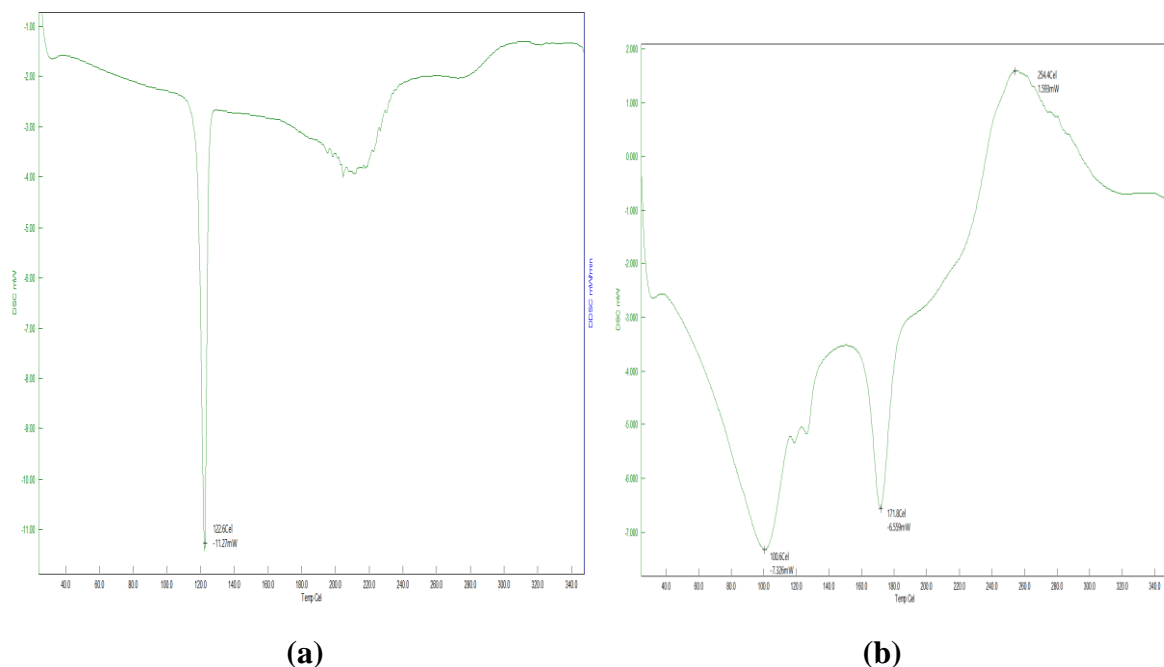 -1.00
-2.00
-3.00
-4.00
-5.00
-6.00
-7.00
-8.00
-9.00
-10.00
-11.00
DSC mW
DDSC mW/min
122.6Cel
-11.27mW
40.0 60.0 80.0 100.0 120.0 140.0 160.0 180.0 200.0 220.0 240.0 260.0 280.0 300.0 320.0 340.0
Temp Cel
(a)
2.000
1.000
0.000
-1.000
-2.000
-3.000
-4.000
-5.000
-6.000
-7.000
DSC mW
254.4Cel
1.593mW
171.8Cel
-6.559mW
100.6Cel
-7.326mW
40.0 60.0 80.0 100.0 120.0 140.0 160.0 180.0 200.0 220.0 240.0 260.0 280.0 300.0 320.0 340.0
Temp Cel
(b)